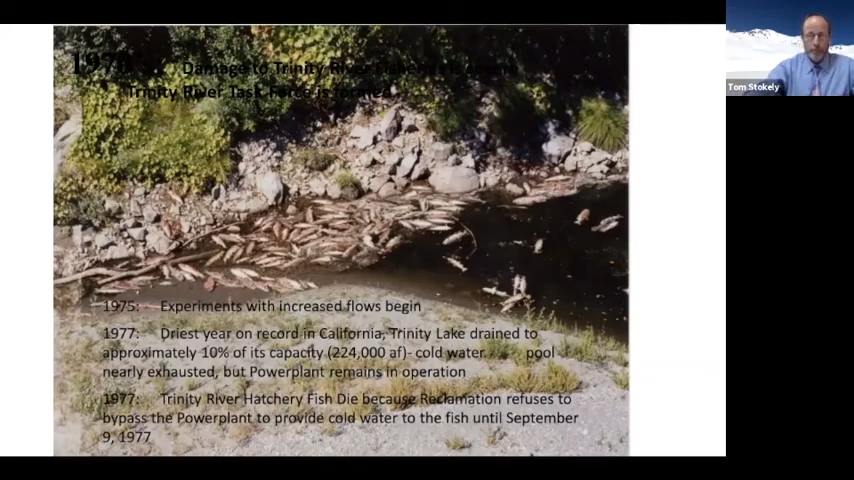 1970's Damage to Trinity River Fishery is
Trinity River Task Force is formed
1975: Experiments with increased flows begin
1977: Driest year on record in California, Trinity Lake drained to
approximately 10% of its capacity (224,000 af)- cold water pool
nearly exhausted, but Powerplant remains in operation
1977: Trinity River Hatchery Fish Die because Reclamation refuses to
bypass the Powerplant to provide cold water to the fish until September
9, 1977
Tom Stokely